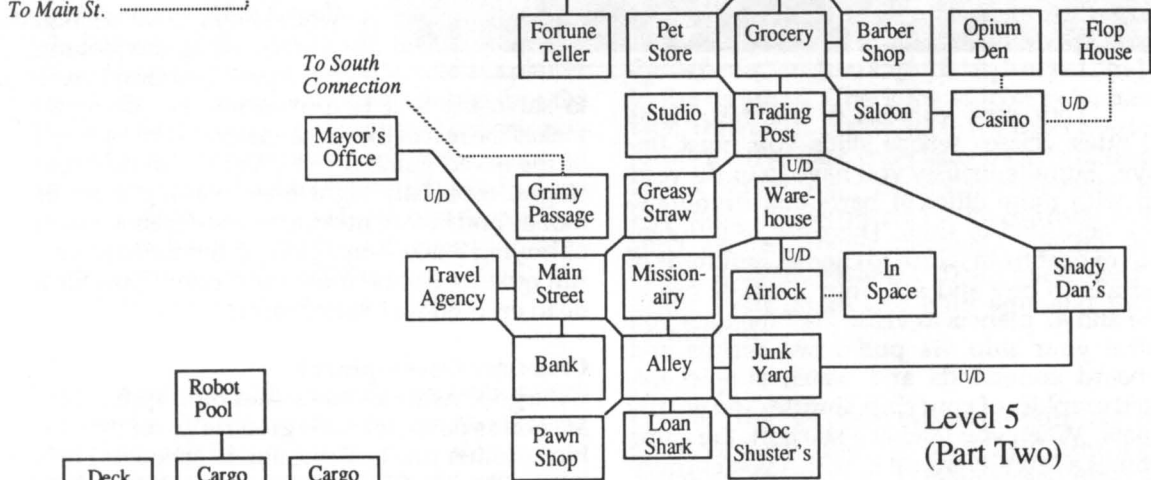 To Main St.
Fortune
Teller
Pet
Store
Grocery
Barber
Shop
Opium
Den
Flop
House
To South
Connection
U/D
Mayor's
Office
Studio
Trading
Post
Saloon
Casino
U/D
U/D
Grimy
Passage
Greasy
Straw
Ware-
house
U/D
Travel
Agency
Main
Street
Mission-
airy
Airlock
In
Space
Shady
Dan's
Bank
Alley
Junk
Yard
U/D
Robot
Pool
Pawn
Shop
Loan
Shark
Doc
Shuster's
Level 5
(Part Two)
Deck
Cargo
Cargo